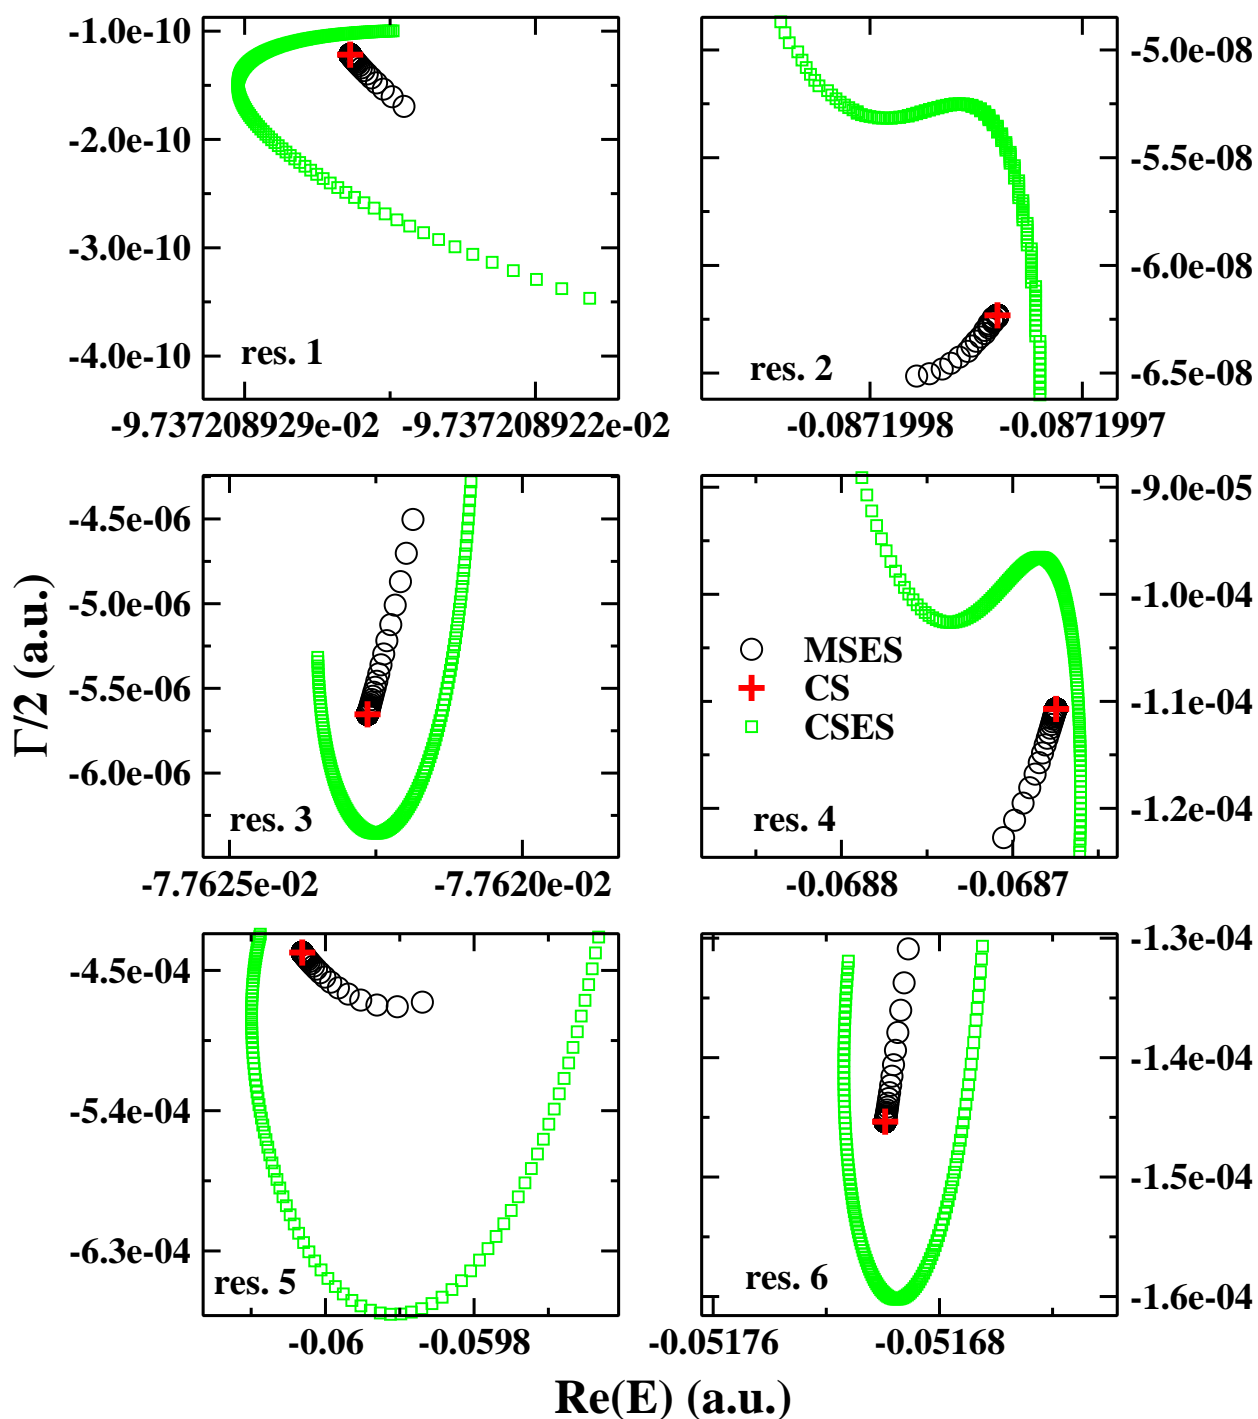 -1.0e-10
-2.0e-10
-3.0e-10
-4.0e-10
res. 1
-9.737208929e-02 -9.737208922e-02
-5.0e-08
-5.5e-08
-6.0e-08
-6.5e-08
res. 2
-0.0871998 -0.0871997
-4.5e-06
-5.0e-06
-5.5e-06
-6.0e-06
res. 3
-7.7625e-02 -7.7620e-02
-9.0e-05
-1.0e-04
-1.1e-04
-1.2e-04
MSES
CS
CSES
res. 4
-0.0688 -0.0687
-4.5e-04
-5.4e-04
-6.3e-04
res. 5
-0.06 -0.0598
-1.3e-04
-1.4e-04
-1.5e-04
-1.6e-04
res. 6
-0.05176 -0.05168
Γ/2 (a.u.)
Re(E) (a.u.)